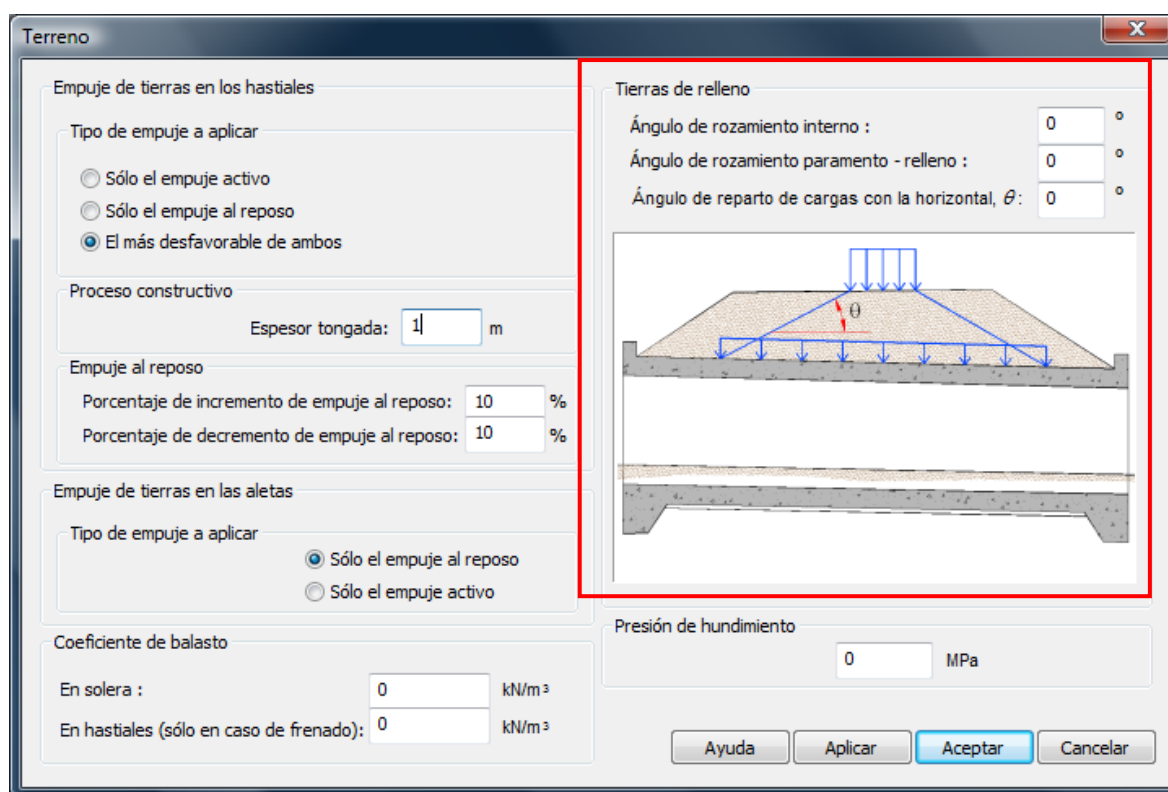 Terreno
Empuje de tierras en los hastiales
Tipo de empuje a aplicar
Sólo el empuje activo
Sólo el empuje al reposo
El más desfavorable de ambos
Proceso constructivo
Espesor tongada: 1 m
Empuje al reposo
Porcentaje de incremento de empuje al reposo: 10 %
Porcentaje de decremento de empuje al reposo: 10 %
Empuje de tierras en las aletas
Tipo de empuje a aplicar
Sólo el empuje al reposo
Sólo el empuje activo
Coeficiente de balasto
En solera : 0 kN/m³
En hastiales (sólo en caso de frenado): 0 kN/m³
Tierras de relleno
Ángulo de rozamiento interno : 0 º
Ángulo de rozamiento paramento - relleno : 0 º
Ángulo de reparto de cargas con la horizontal, θ : 0 º
θ
Presión de hundimiento
0 MPa
Ayuda Aplicar Aceptar Cancelar